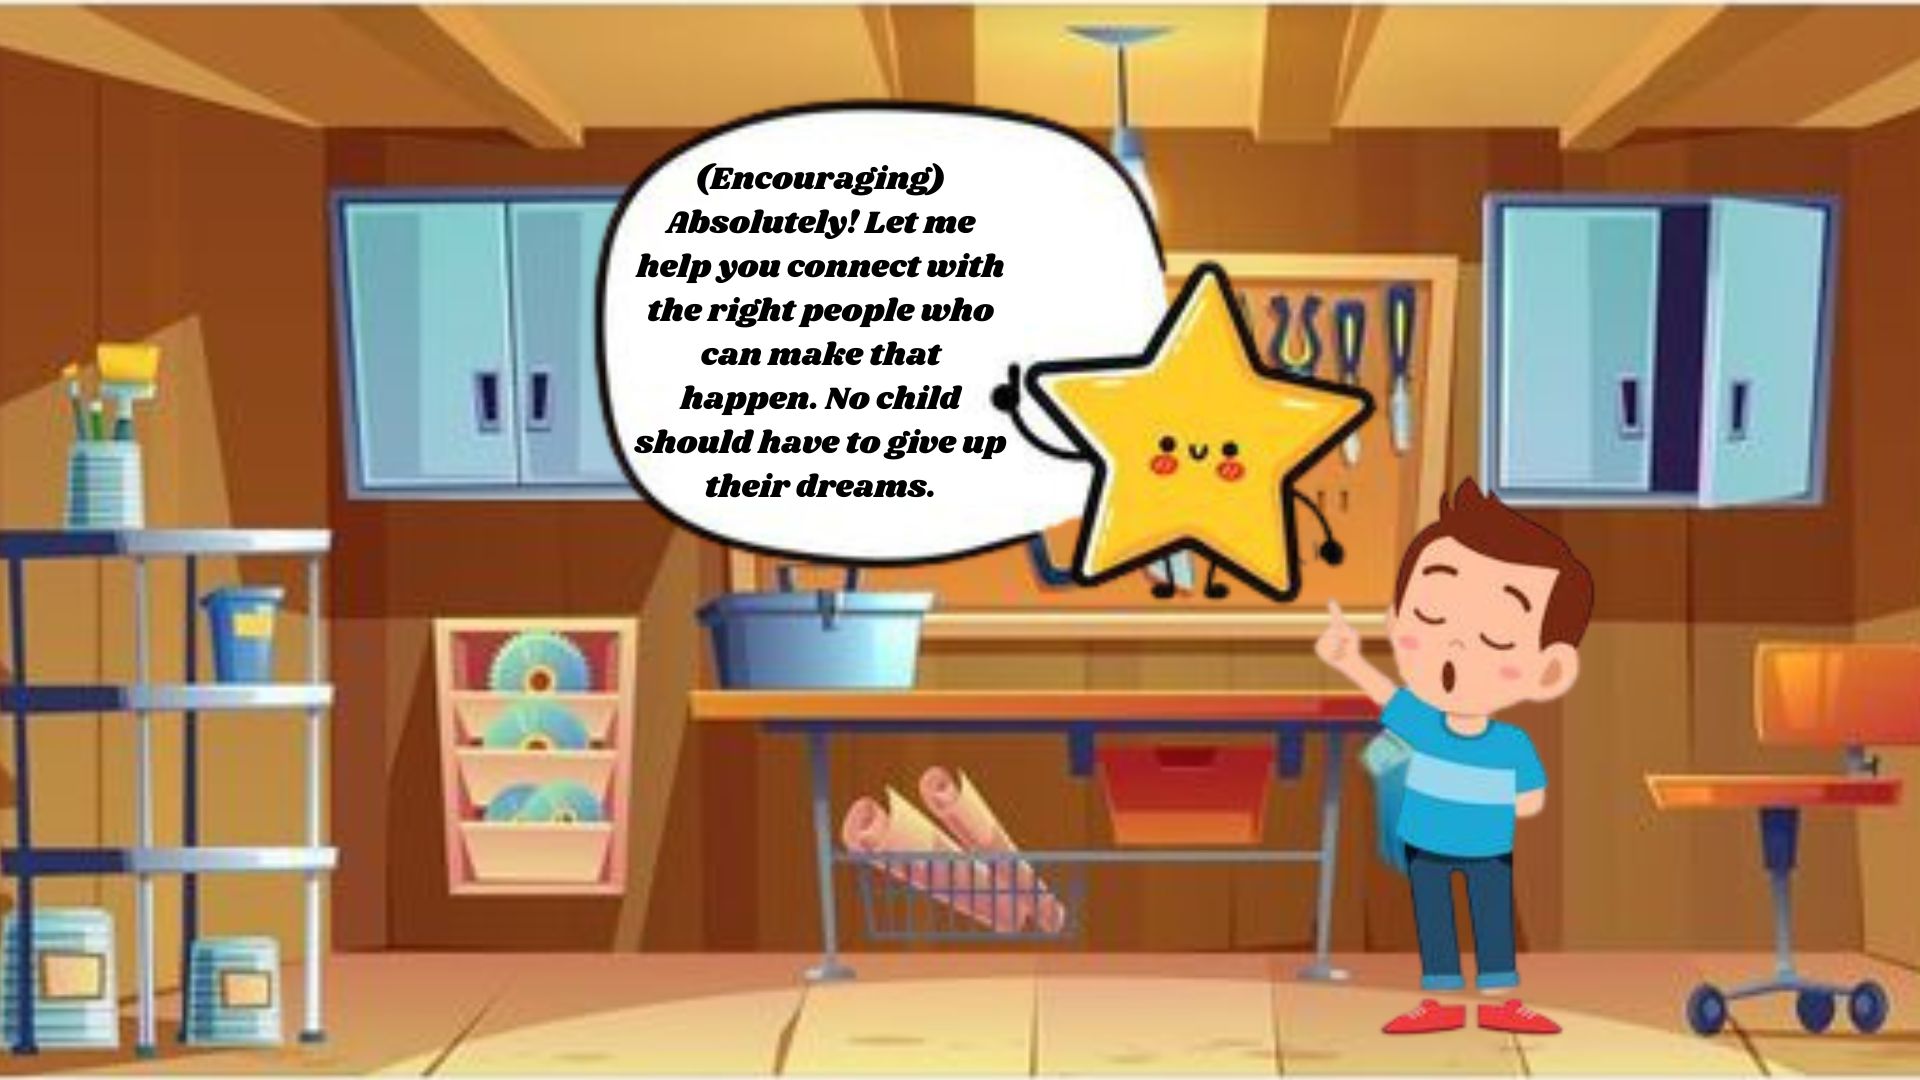 (Encouraging)
Absolutely! Let me
help you connect with
the right people who
can make that
happen. No child
should have to give up
their dreams.